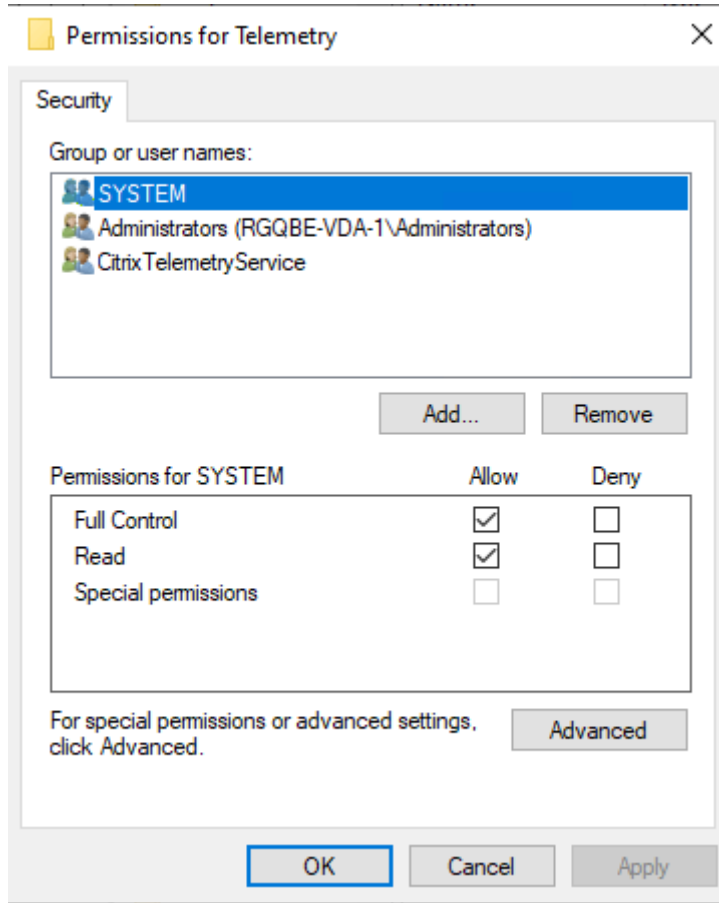 Permissions for Telemetry
Security
Group or user names:
SYSTEM
Administrators (RGQBE-VDA-1\Administrators)
CitrixTelemetryService
Add...
Remove
Permissions for SYSTEM
Allow
Deny
Full Control
Read
Special permissions
For special permissions or advanced settings,
click Advanced.
Advanced
OK
Cancel
Apply